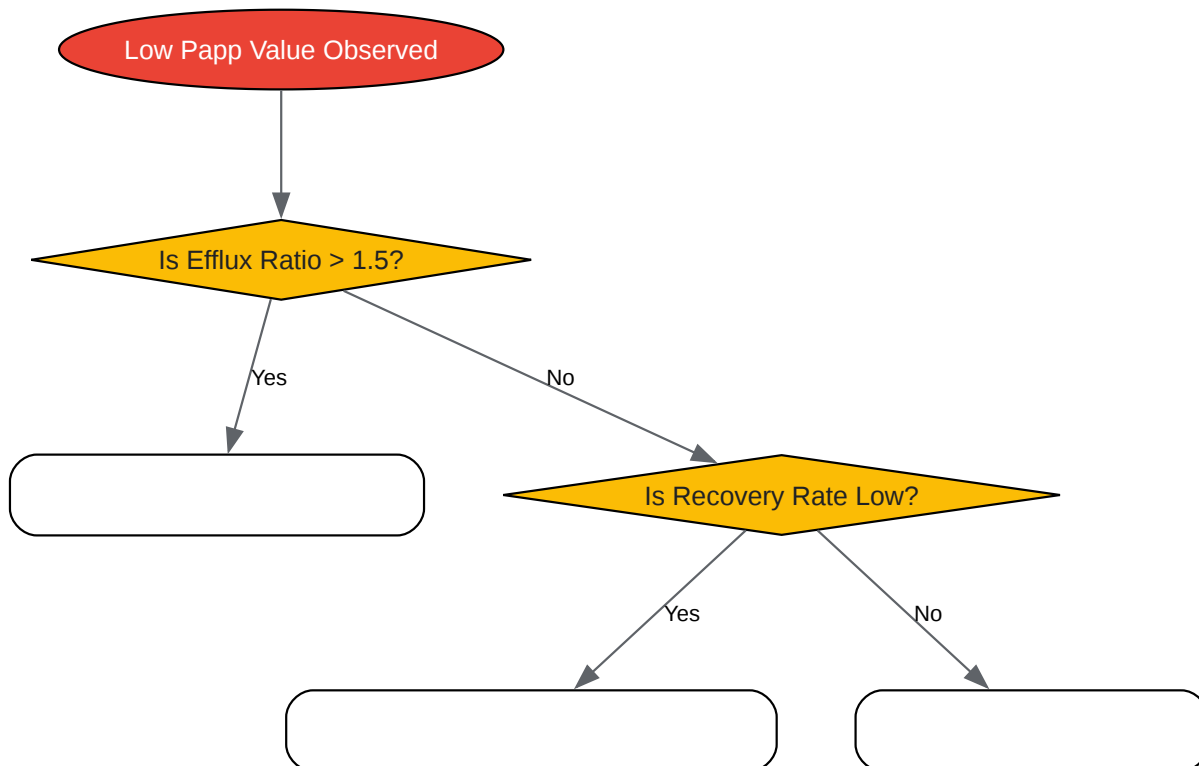 Low Papp Value Observed
Is Efflux Ratio > 1.5?
Yes
No
Is Recovery Rate Low?
Yes
No